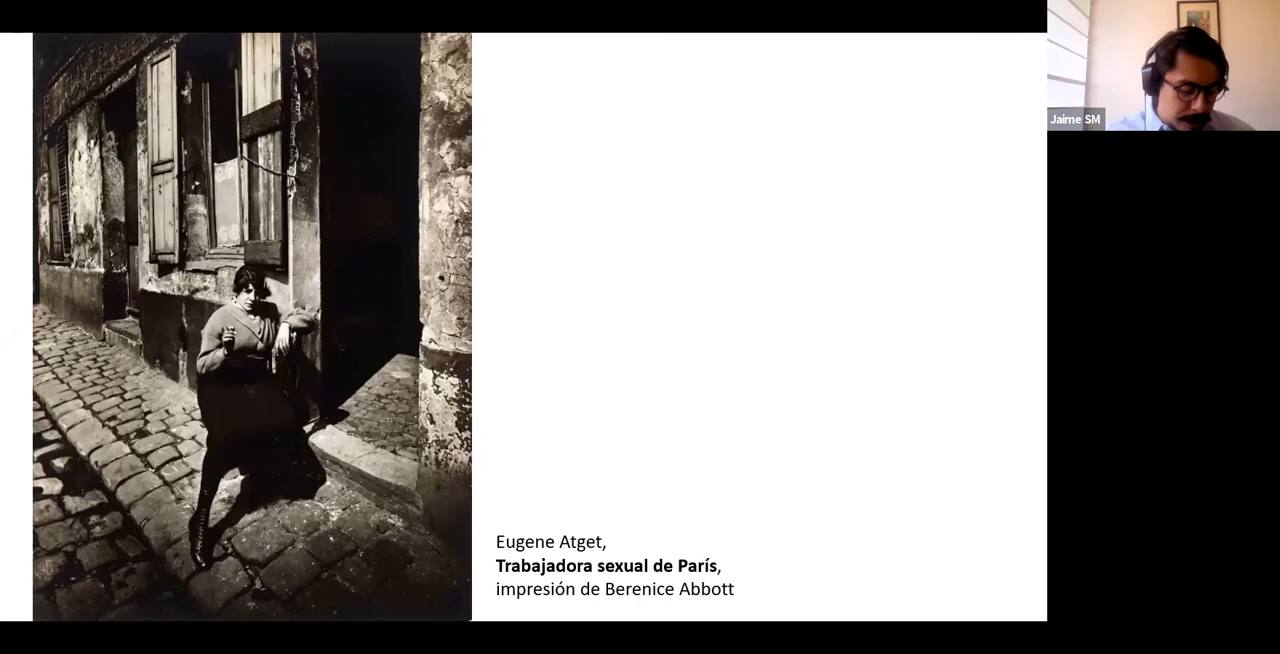 Jaime SM
Eugene Atget,
Trabajadora sexual de París,
impresión de Berenice Abbott